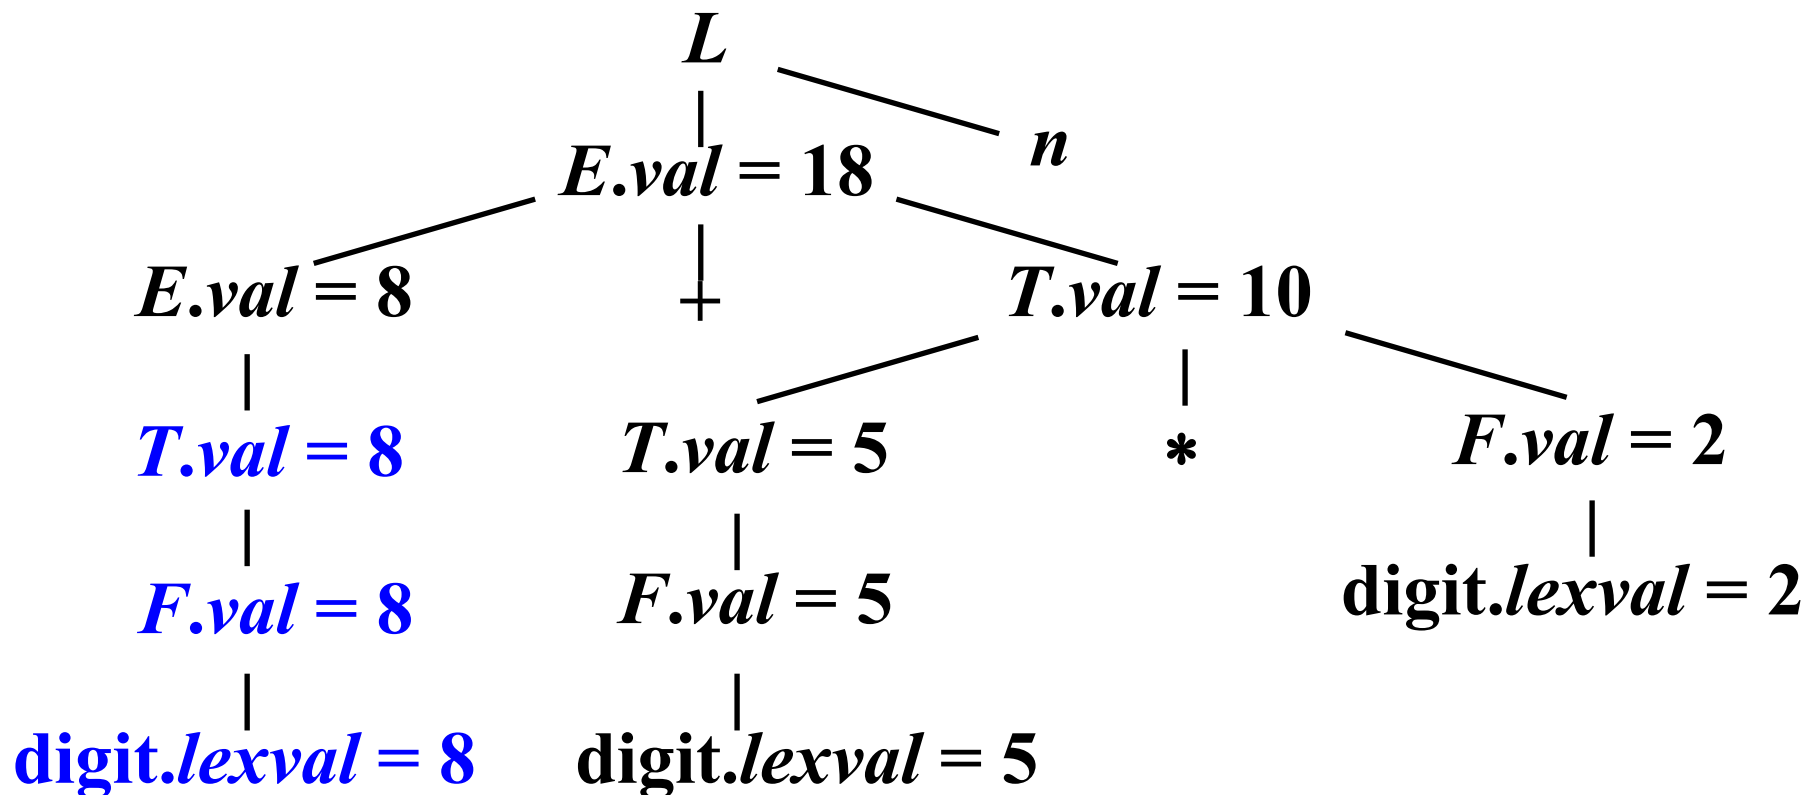 L
n
E.val = 18
E.val = 8 + T.val = 10
T.val = 8 T.val = 5 * F.val = 2
F.val = 8 F.val = 5 digit.lexval = 2
digit.lexval = 8 digit.lexval = 5